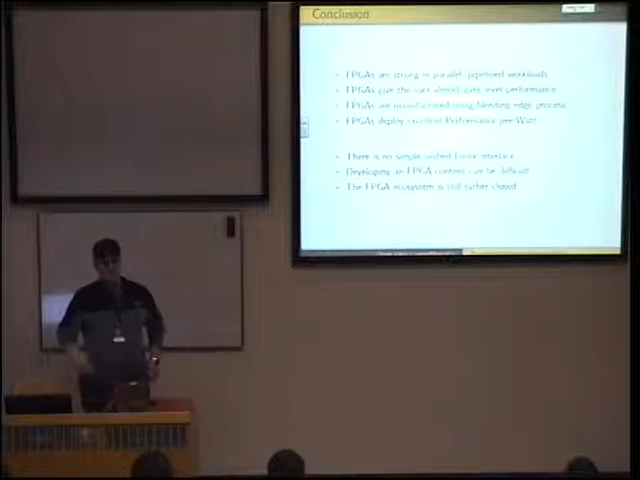 Conclusion
FPGAs are strong in parallel, pipelined workloads
FPGAs give the user almost gate-level performance
FPGAs are manufactured using bleeding edge process
FPGAs deploy excellent Performance per Watt
There is no simple unified Linux interface
Developing an FPGA content can be difficult
The FPGA ecosystem is still rather closed